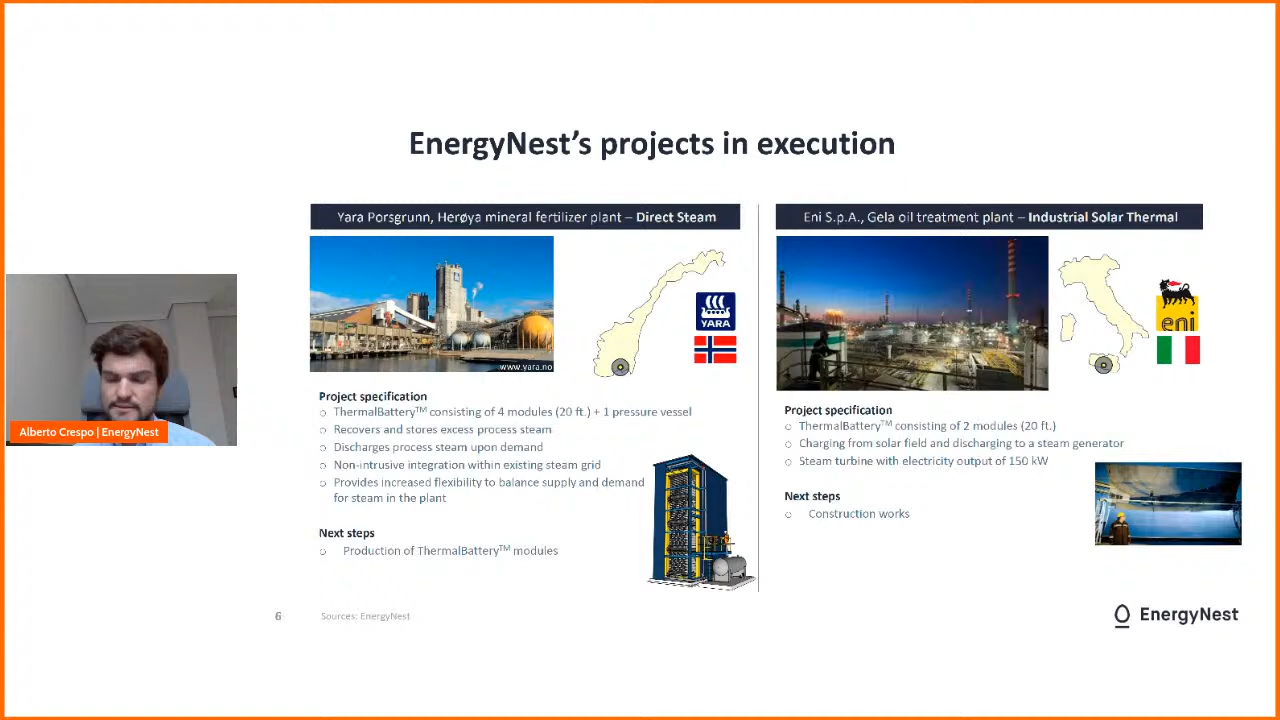 EnergyNest’s projects in execution
Yara Porsgrunn, Herøya mineral fertilizer plant – Direct Steam
www.yara.no
YARA
Project specification
○ ThermalBattery™ consisting of 4 modules (20 ft.) + 1 pressure vessel
○ Recovers and stores excess process steam
○ Discharges process steam upon demand
○ Non-intrusive integration within existing steam grid
○ Provides increased flexibility to balance supply and demand
for steam in the plant
Next steps
○ Production of ThermalBattery™ modules
Eni S.p.A., Gela oil treatment plant – Industrial Solar Thermal
eni
Project specification
○ ThermalBattery™ consisting of 2 modules (20 ft.)
○ Charging from solar field and discharging to a steam generator
○ Steam turbine with electricity output of 150 kW
Next steps
○ Construction works
Alberto Crespo | EnergyNest
6
Sources: EnergyNest
EnergyNest